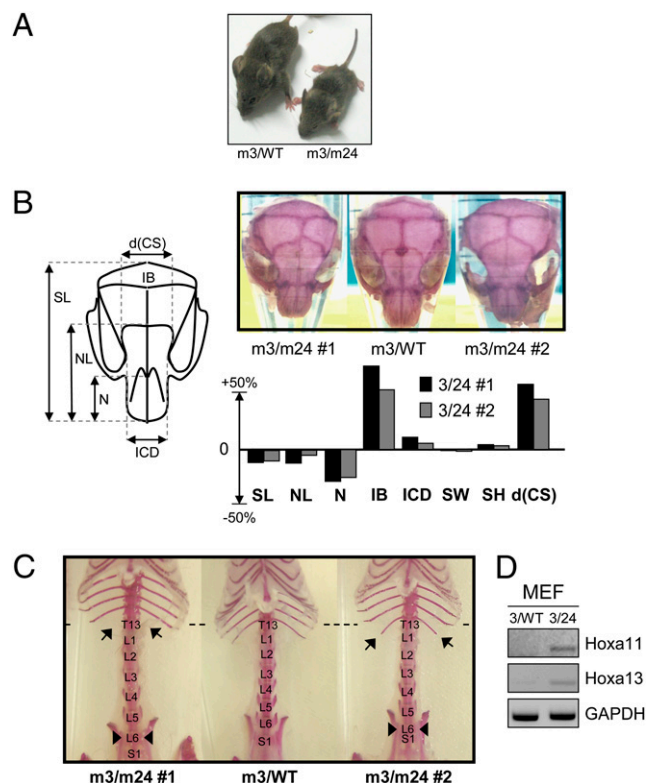 A
m3/WT m3/m24
B
d(CS)
IB
SL
NL
N
ICD
m3/m24 #1 m3/WT m3/m24 #2
+50%
0
-50%
3/24 #1
3/24 #2
SL NL N IB ICD SW SH d(CS)
C
T13 T13 T13
L1 L1 L1
L2 L2 L2
L3 L3 L3
L4 L4 L4
L5 L5 L5
L6 L6 L6
S1 S1 S1
m3/m24 #1 m3/WT m3/m24 #2
D
MEF
3/WT 3/24
Hoxa11
Hoxa13
GAPDH